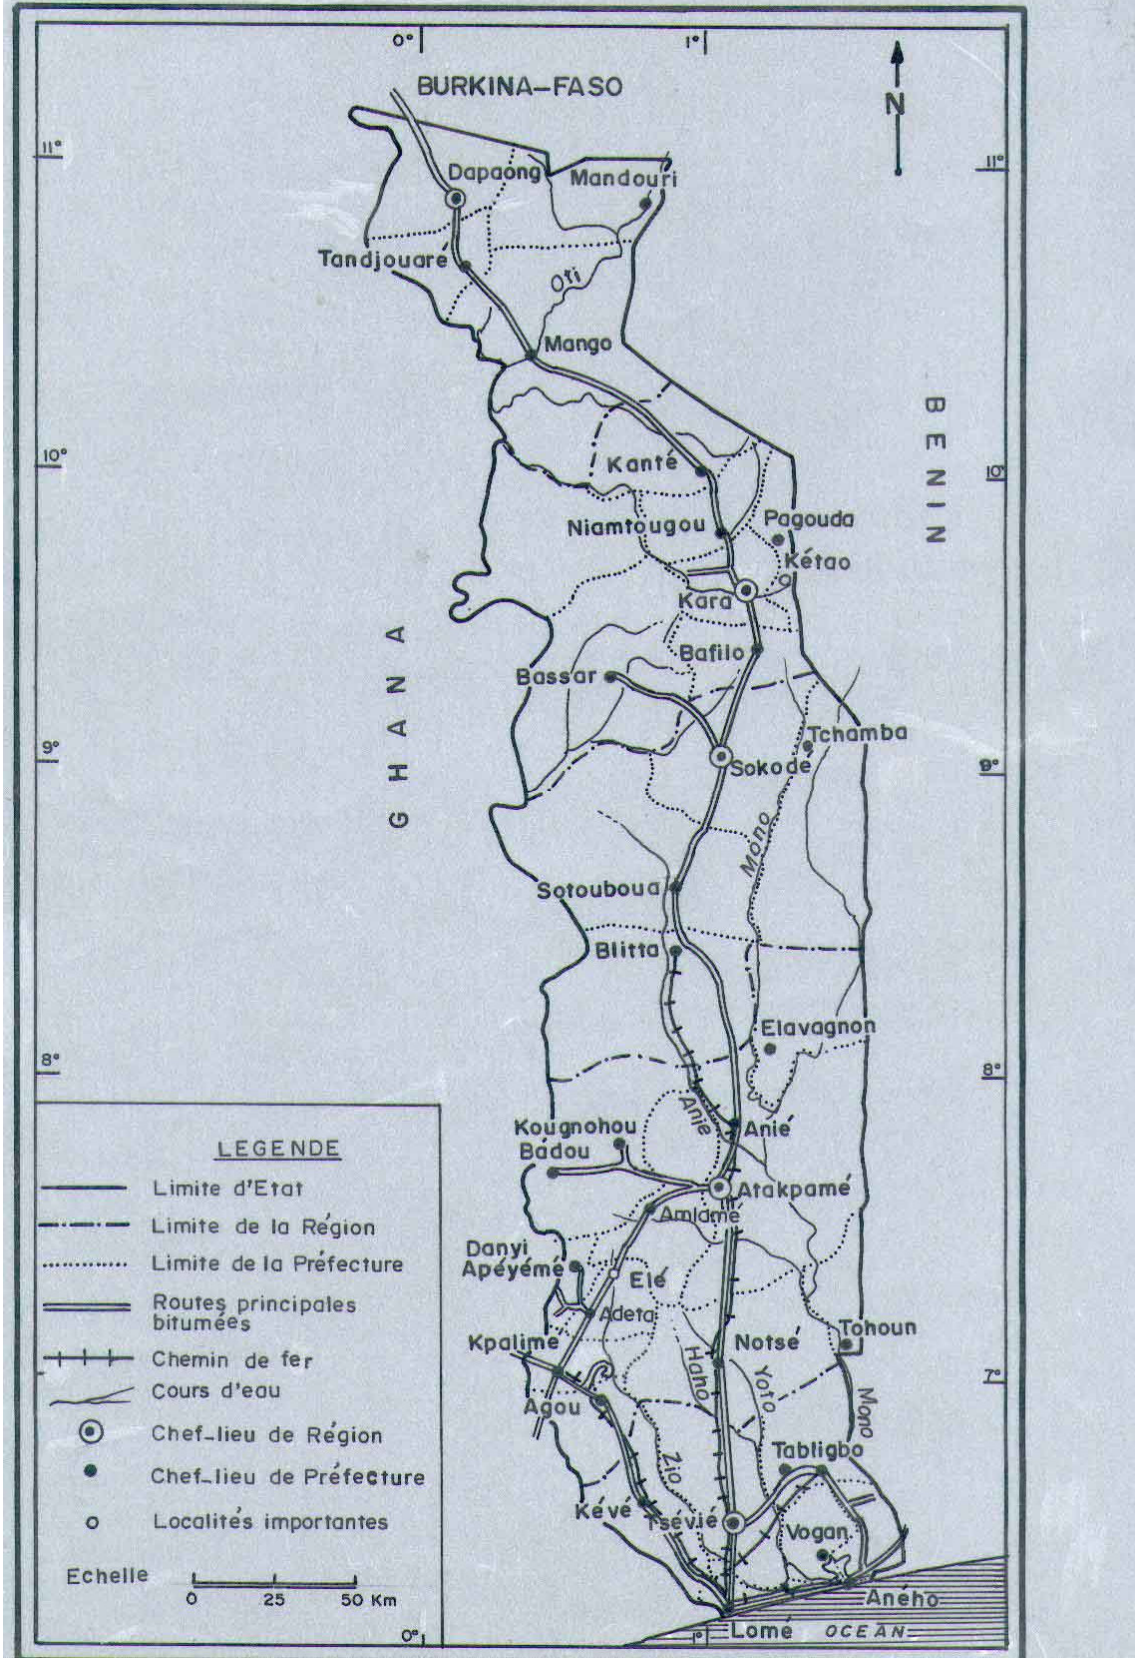 0°
1°
BURKINA-FASO
N
11°
11°
Dapaong
Mandouri
Tandjouaré
Oti
Mango
BENIN
10°
10°
Kanté
Niamtougou
Pagouda
Kétao
Kara
GHANA
Bafilo
Bassar
Tchamba
9°
9°
Sokodé
Mono
Sotouboua
Blitta
Elavagnon
8°
8°
Anié
Kougnohou
Anié
Badou
Atakpamé
Amlamé
Danyi
Apéyémé
Elé
Adeta
Kpalimé
Notsé
Tohoun
Haho
Yoto
7°
Agou
Mono
Tabligbo
Zio
Kévé
Tsévié
Vogan
Aného
Lomé
OCEAN
0°
1°
LEGENDE
Limite d'Etat
Limite de la Région
Limite de la Préfecture
Routes principales
bitumées
Chemin de fer
Cours d'eau
Chef-lieu de Région
Chef-lieu de Préfecture
Localités importantes
Echelle
0 25 50 Km